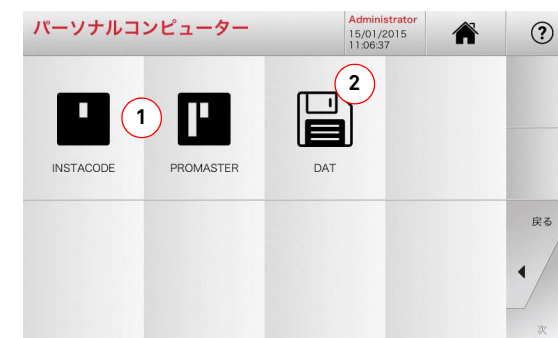 パーソナルコンピューター
Administrator
15/01/2015
11:06:37
?
1
2
INSTACODE
PROMASTER
DAT
戻る
次